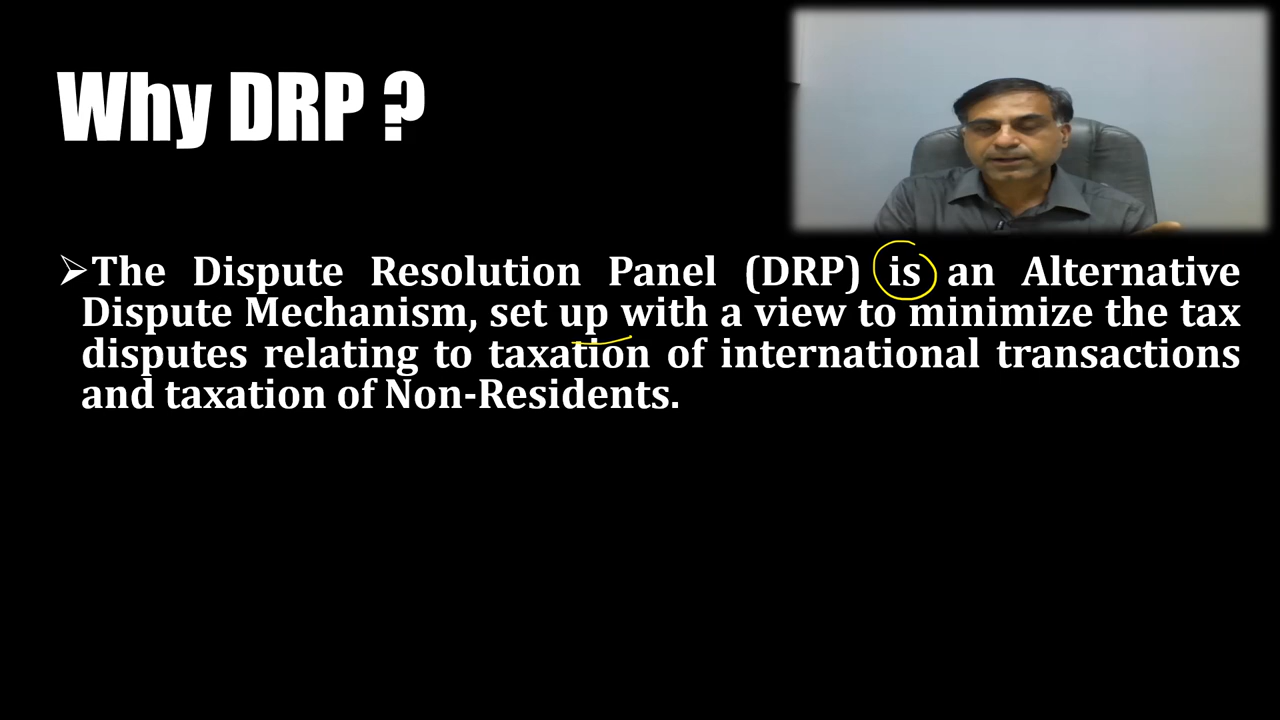 Why DRP ?
➢The Dispute Resolution Panel (DRP) is an Alternative
Dispute Mechanism, set up with a view to minimize the tax
disputes relating to taxation of international transactions
and taxation of Non-Residents.